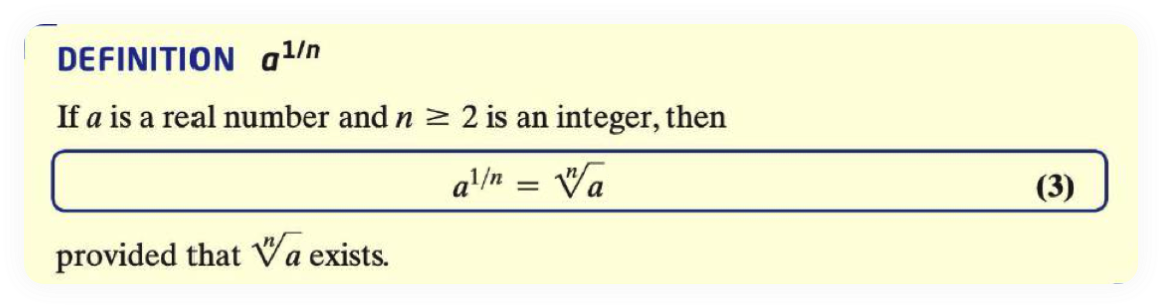 DEFINITION a^{1/n}
If a is a real number and n ≥ 2 is an integer, then
a^{1/n} = \sqrt[n]{a} (3)
provided that \sqrt[n]{a} exists.